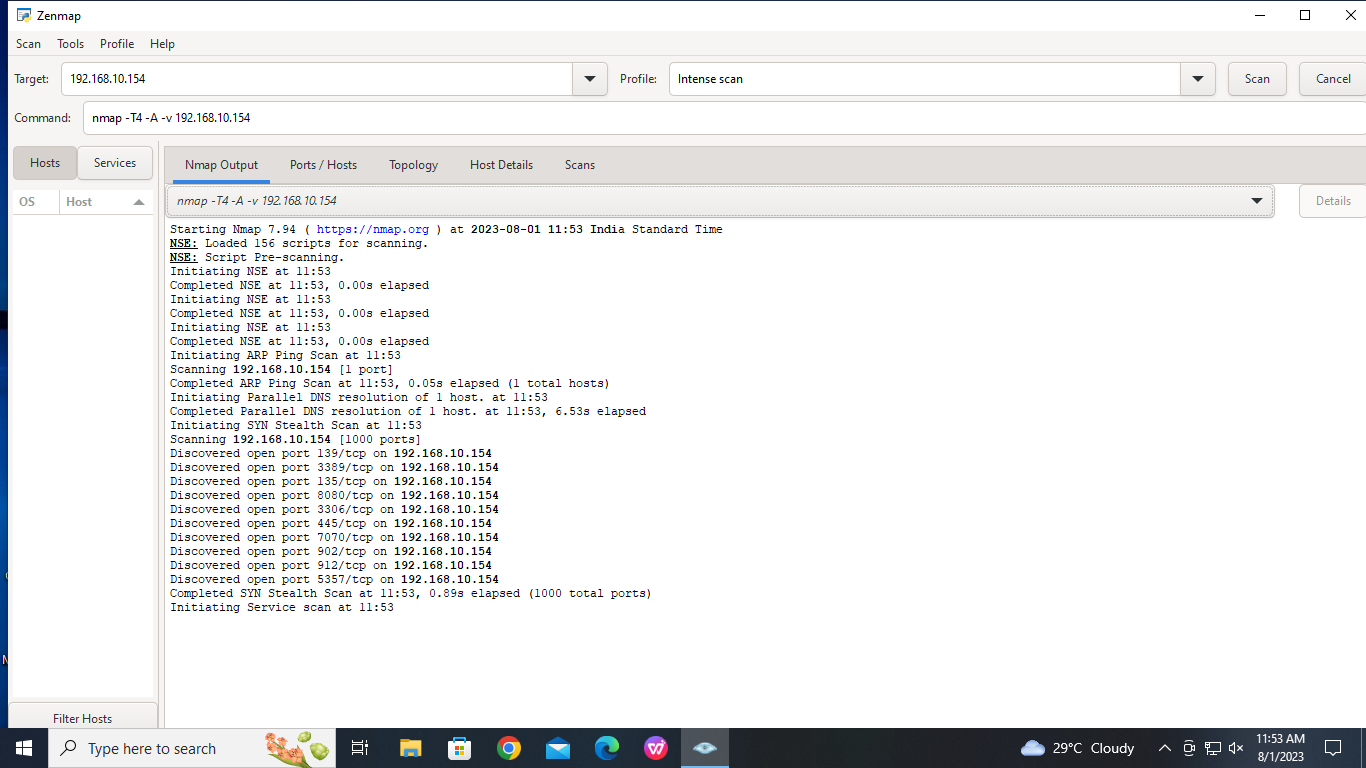 Zenmap
Scan Tools Profile Help
Target: 192.168.10.154 Profile: Intense scan Scan Cancel
Command: nmap -T4 -A -v 192.168.10.154
Hosts Services
Nmap Output Ports / Hosts Topology Host Details Scans
OS Host
nmap -T4 -A -v 192.168.10.154 Details
Starting Nmap 7.94 ( https://nmap.org ) at 2023-08-01 11:53 India Standard Time
NSE: Loaded 156 scripts for scanning.
NSE: Script Pre-scanning.
Initiating NSE at 11:53
Completed NSE at 11:53, 0.00s elapsed
Initiating NSE at 11:53
Completed NSE at 11:53, 0.00s elapsed
Initiating NSE at 11:53
Completed NSE at 11:53, 0.00s elapsed
Initiating ARP Ping Scan at 11:53
Scanning 192.168.10.154 [1 port]
Completed ARP Ping Scan at 11:53, 0.05s elapsed (1 total hosts)
Initiating Parallel DNS resolution of 1 host. at 11:53
Completed Parallel DNS resolution of 1 host. at 11:53, 6.53s elapsed
Initiating SYN Stealth Scan at 11:53
Scanning 192.168.10.154 [1000 ports]
Discovered open port 139/tcp on 192.168.10.154
Discovered open port 3389/tcp on 192.168.10.154
Discovered open port 135/tcp on 192.168.10.154
Discovered open port 8080/tcp on 192.168.10.154
Discovered open port 3306/tcp on 192.168.10.154
Discovered open port 445/tcp on 192.168.10.154
Discovered open port 7070/tcp on 192.168.10.154
Discovered open port 902/tcp on 192.168.10.154
Discovered open port 912/tcp on 192.168.10.154
Discovered open port 5357/tcp on 192.168.10.154
Completed SYN Stealth Scan at 11:53, 0.89s elapsed (1000 total ports)
Initiating Service scan at 11:53
Filter Hosts
Type here to search
29°C Cloudy
11:53 AM
8/1/2023